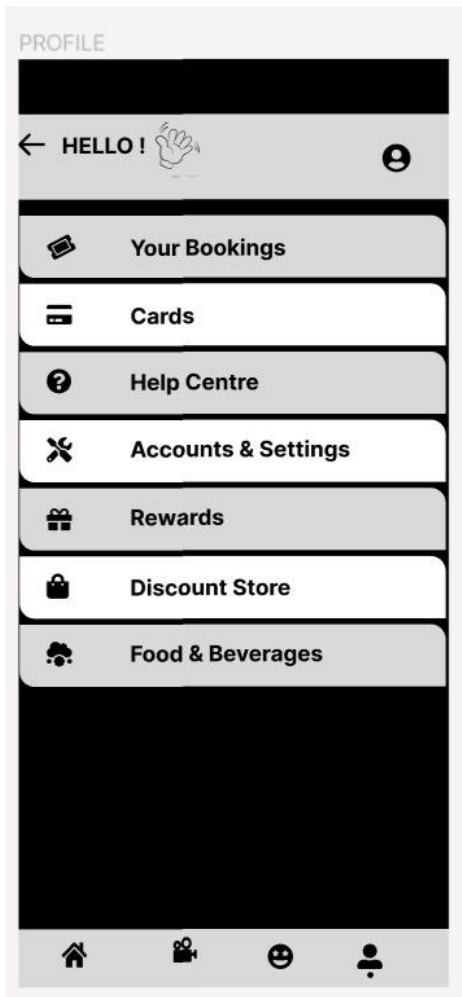 PROFILE
HELLO !
Your Bookings
Cards
Help Centre
Accounts & Settings
Rewards
Discount Store
Food & Beverages